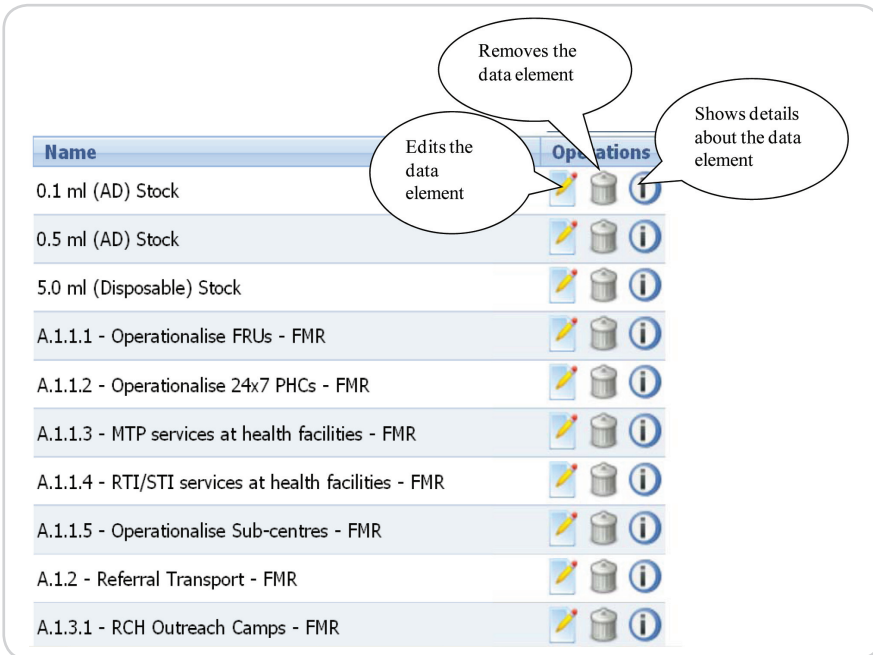 Removes the
data element
Shows details
about the data
element
Edits the
data
element
Name
Operations
0.1 ml (AD) Stock
0.5 ml (AD) Stock
5.0 ml (Disposable) Stock
A.1.1.1 - Operationalise FRUs - FMR
A.1.1.2 - Operationalise 24x7 PHCs - FMR
A.1.1.3 - MTP services at health facilities - FMR
A.1.1.4 - RTI/STI services at health facilities - FMR
A.1.1.5 - Operationalise Sub-centres - FMR
A.1.2 - Referral Transport - FMR
A.1.3.1 - RCH Outreach Camps - FMR